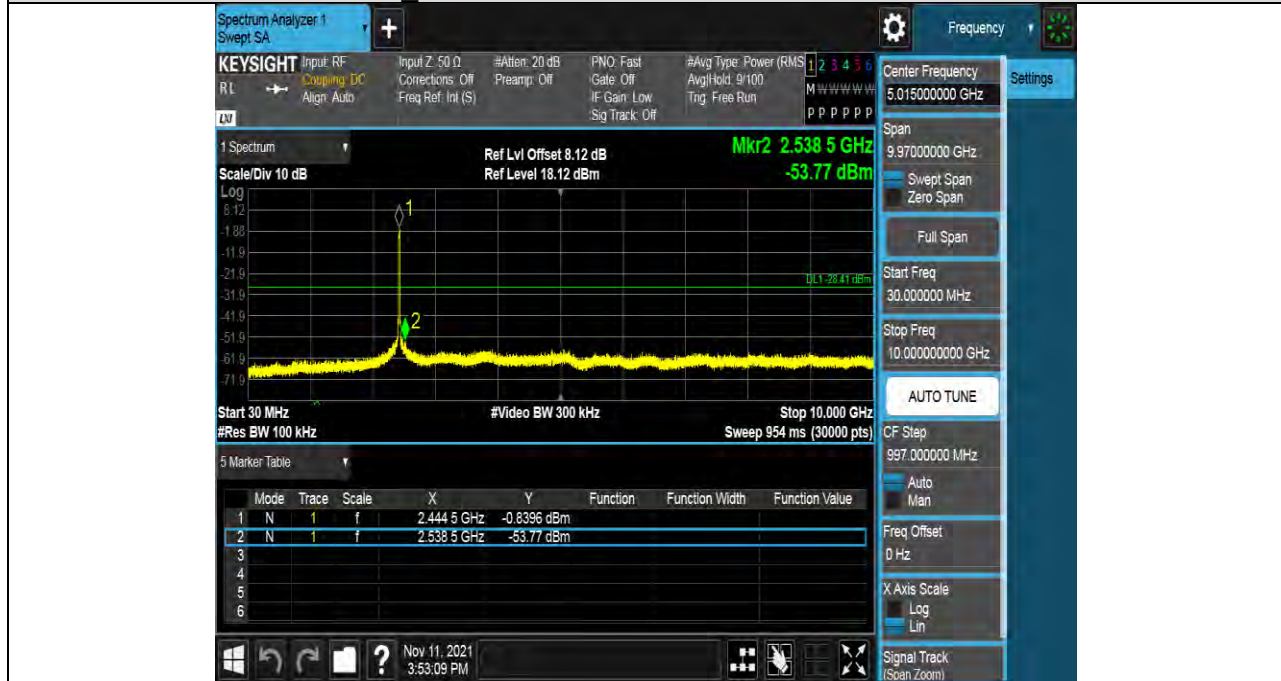 Spectrum Analyzer 1
Swept SA
Frequency
KEYSIGHT
RL
LXI
Input: RF
Coupling: DC
Align: Auto
Input Z: 50 Ω
Corrections: Off
Freq Ref: Int (S)
#Atten: 20 dB
Preamp: Off
PNO: Fast
Gate: Off
IF Gain: Low
Sig Track: Off
#Avg Type: Power (RMS
Avg|Hold: 9/100
Trig: Free Run
1 2 3 4 5 6
M W W W W W
P P P P P P
1 Spectrum
Scale/Div 10 dB
Ref Lvl Offset 8.12 dB
Ref Level 18.12 dBm
Mkr2 2.538 5 GHz
-53.77 dBm
Log
8.12
-1.88
-11.9
-21.9
-31.9
-41.9
-51.9
-61.9
-71.9
1
2
DL1 -28.41 dBm
Start 30 MHz
#Video BW 300 kHz
Stop 10.000 GHz
#Res BW 100 kHz
Sweep 954 ms (30000 pts)
5 Marker Table
Mode Trace Scale X Y Function Function Width Function Value
1 N 1 f 2.444 5 GHz -0.8396 dBm
2 N 1 f 2.538 5 GHz -53.77 dBm
3
4
5
6
Nov 11, 2021
3:53:09 PM
Center Frequency
5.015000000 GHz
Settings
Span
9.97000000 GHz
Swept Span
Zero Span
Full Span
Start Freq
30.000000 MHz
Stop Freq
10.000000000 GHz
AUTO TUNE
CF Step
997.000000 MHz
Auto
Man
Freq Offset
0 Hz
X Axis Scale
Log
Lin
Signal Track
(Span Zoom)